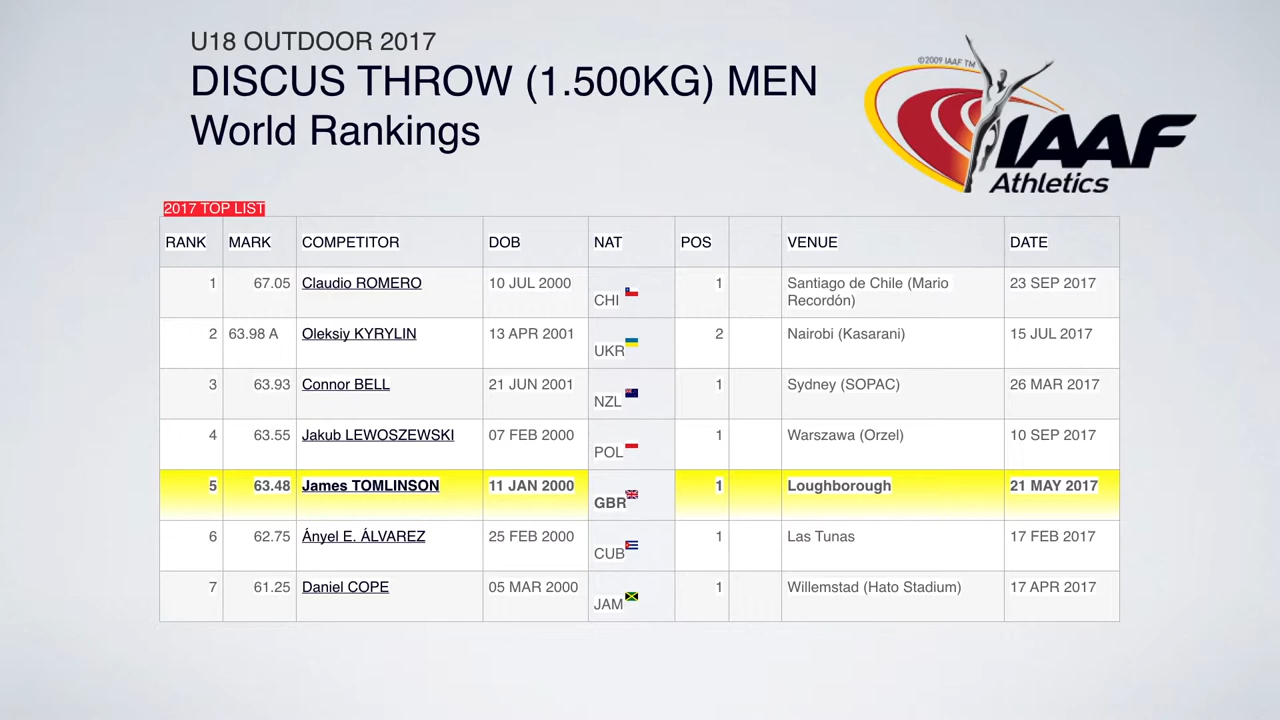 U18 OUTDOOR 2017
DISCUS THROW (1.500KG) MEN
World Rankings
©2009 IAAF TM
IAAF
Athletics
2017 TOP LIST
RANK MARK COMPETITOR DOB NAT POS VENUE DATE
1 67.05 Claudio ROMERO 10 JUL 2000 CHI 1 Santiago de Chile (Mario Recordón) 23 SEP 2017
2 63.98 A Oleksiy KYRYLIN 13 APR 2001 UKR 2 Nairobi (Kasarani) 15 JUL 2017
3 63.93 Connor BELL 21 JUN 2001 NZL 1 Sydney (SOPAC) 26 MAR 2017
4 63.55 Jakub LEWOSZEWSKI 07 FEB 2000 POL 1 Warszawa (Orzel) 10 SEP 2017
5 63.48 James TOMLINSON 11 JAN 2000 GBR 1 Loughborough 21 MAY 2017
6 62.75 Ányel E. ÁLVAREZ 25 FEB 2000 CUB 1 Las Tunas 17 FEB 2017
7 61.25 Daniel COPE 05 MAR 2000 JAM 1 Willemstad (Hato Stadium) 17 APR 2017